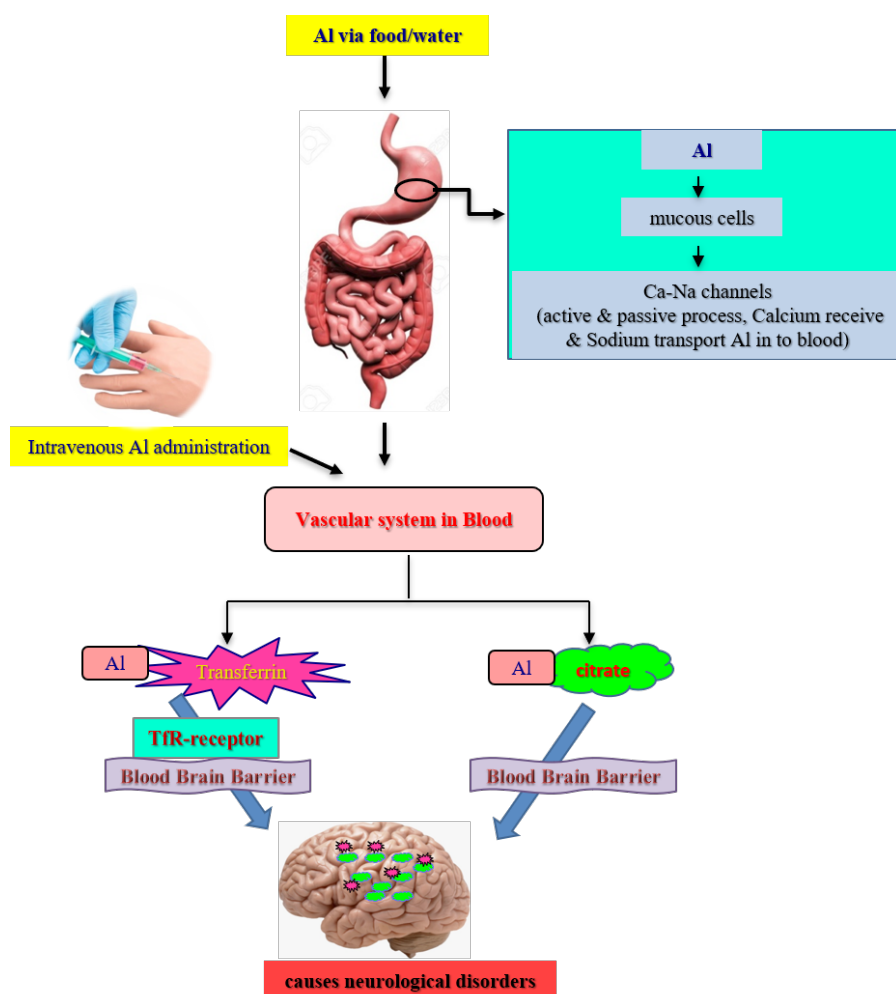 Al via food/water
Al
mucous cells
Ca-Na channels
(active & passive process, Calcium receive
& Sodium transport Al in to blood)
Intravenous Al administration
Vascular system in Blood
Al
Transferrin
Al
citrate
TfR-receptor
Blood Brain Barrier
Blood Brain Barrier
causes neurological disorders